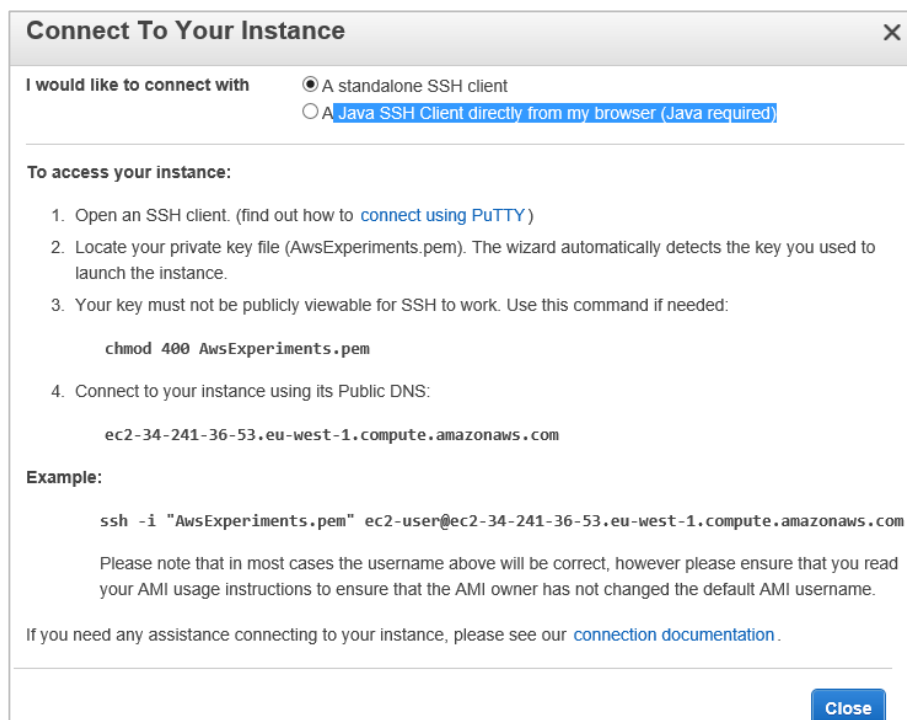 Connect To Your Instance
I would like to connect with
A standalone SSH client
A Java SSH Client directly from my browser (Java required)
To access your instance:
1. Open an SSH client. (find out how to connect using PuTTY)
2. Locate your private key file (AwsExperiments.pem). The wizard automatically detects the key you used to
launch the instance.
3. Your key must not be publicly viewable for SSH to work. Use this command if needed:
chmod 400 AwsExperiments.pem
4. Connect to your instance using its Public DNS:
ec2-34-241-36-53.eu-west-1.compute.amazonaws.com
Example:
ssh -i "AwsExperiments.pem" ec2-user@ec2-34-241-36-53.eu-west-1.compute.amazonaws.com
Please note that in most cases the username above will be correct, however please ensure that you read
your AMI usage instructions to ensure that the AMI owner has not changed the default AMI username.
If you need any assistance connecting to your instance, please see our connection documentation.
Close